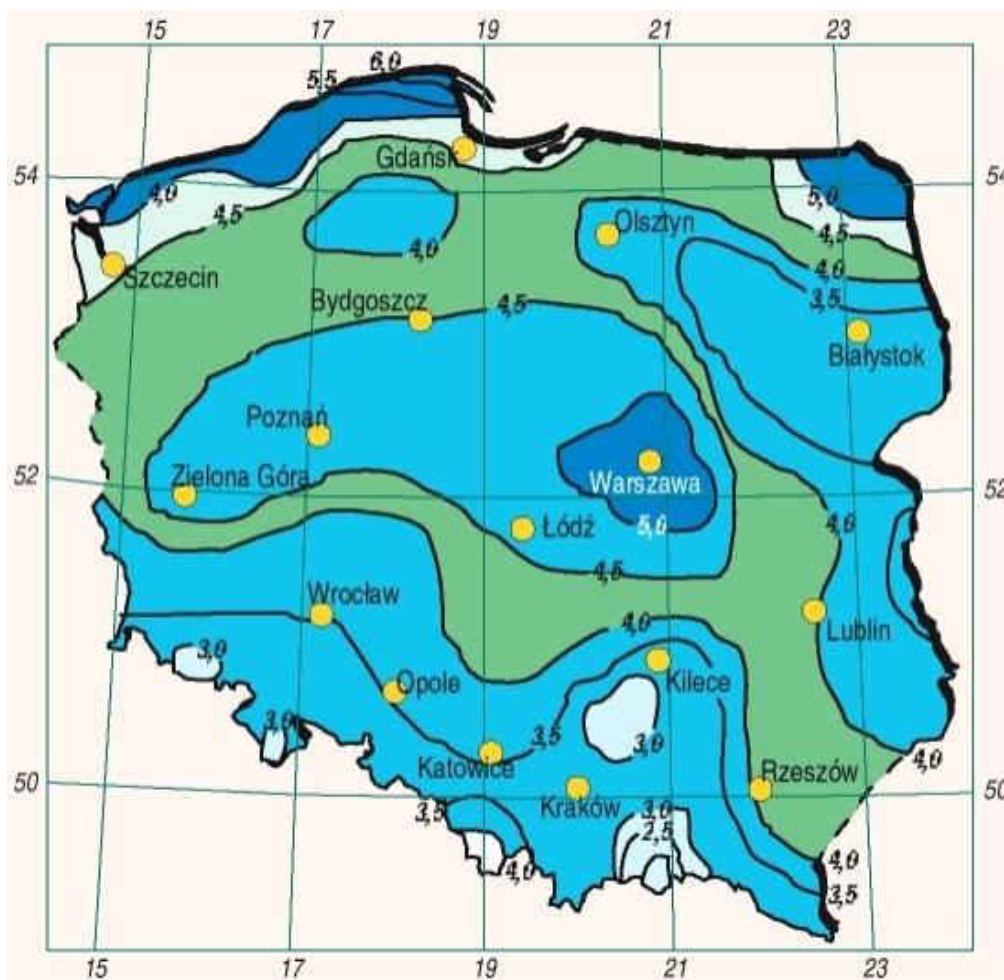 15 17 19 21 23
6,0
5,5
Gdańsk
54 54
4,0
5,0
4,5
4,5
Olsztyn
4,0
4,0
Szczecin
3,5
Bydgoszcz
4,5
Białystok
Poznań
Zielona Góra
Warszawa
52 52
Łódź
5,0
4,0
4,5
Wrocław
4,0
Lublin
3,0
Opole
Kilece
3,0
3,5
3,0
4,0
Katowice
Rzeszów
50 50
Kraków
3,5
3,0
2,5
4,0
4,0
3,5
15 17 19 21 23